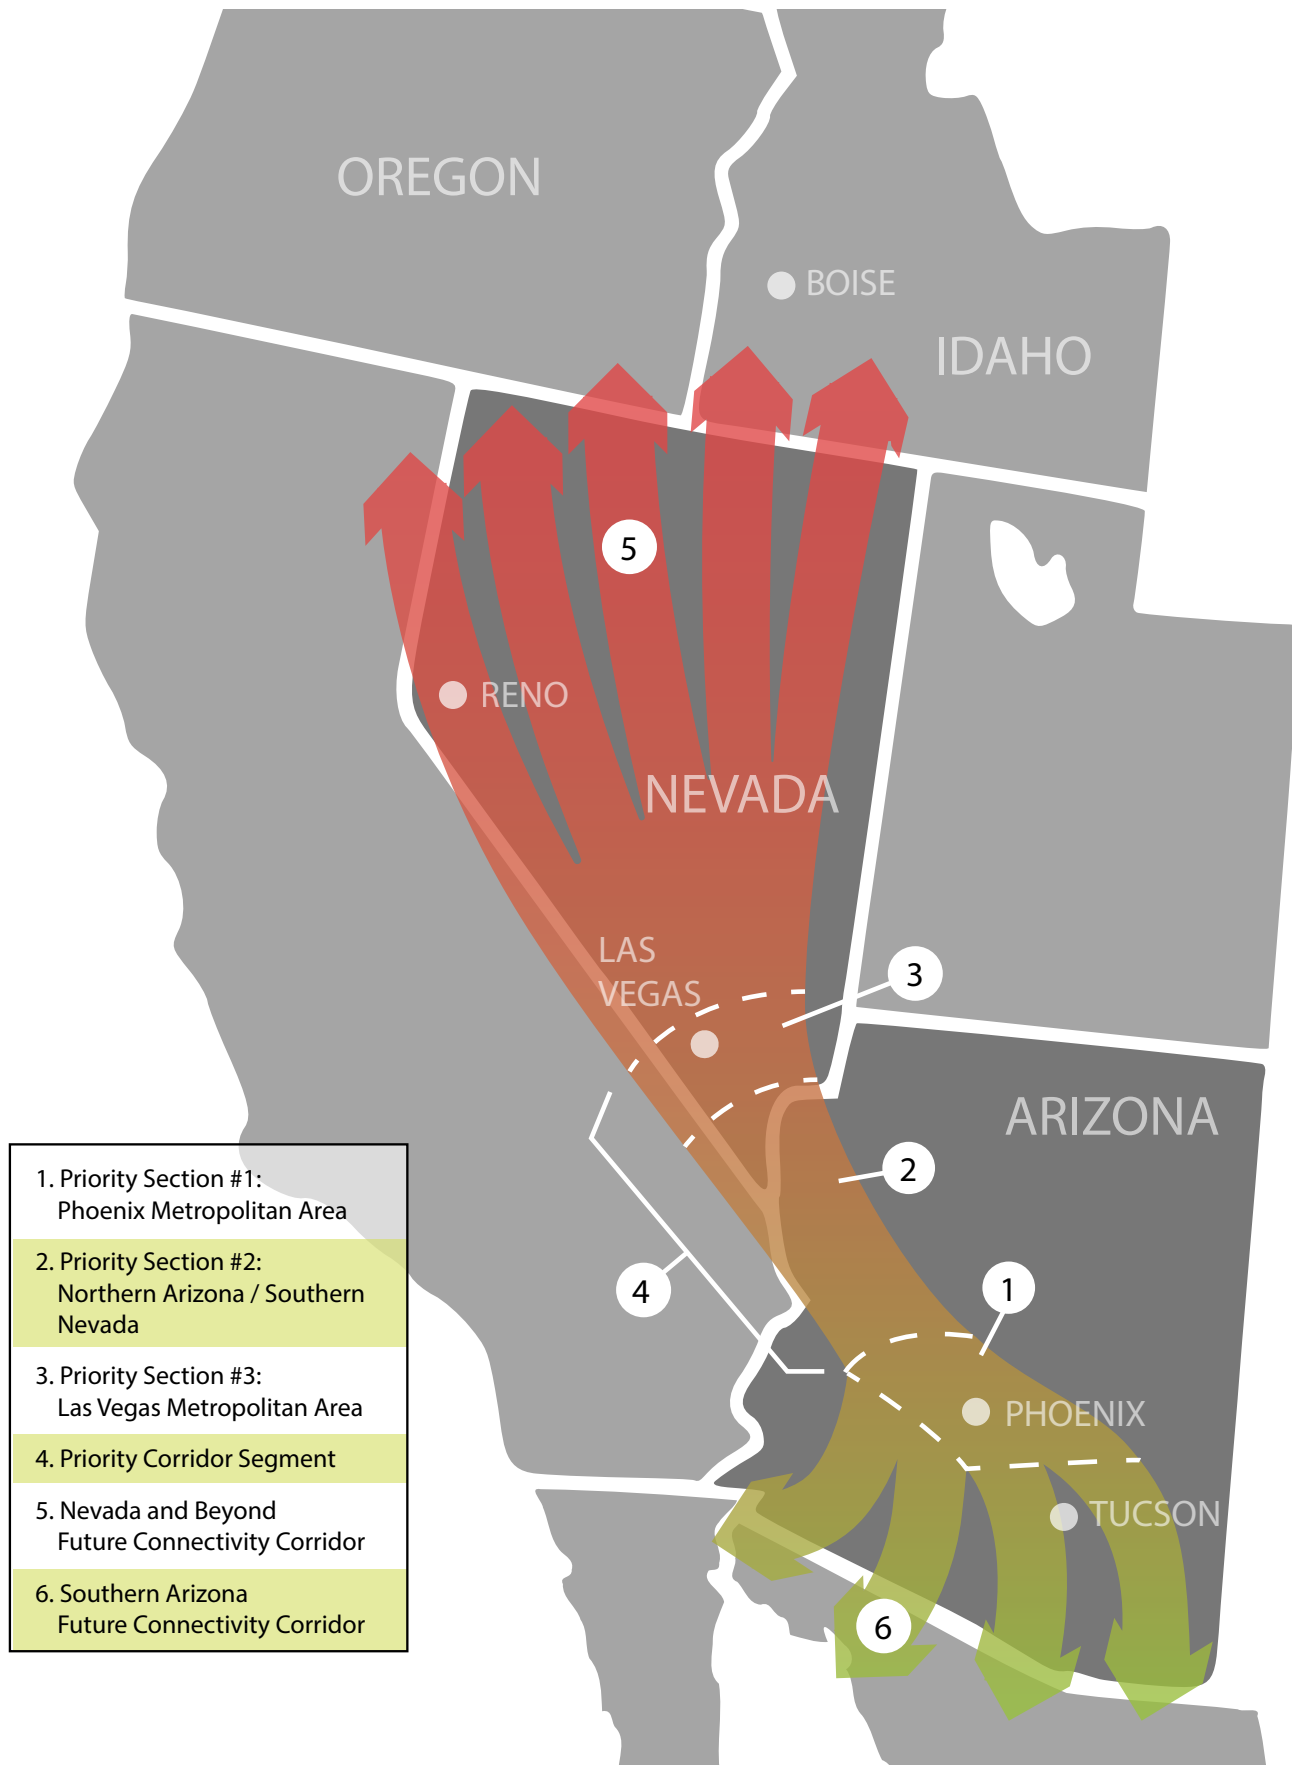 OREGON
BOISE
IDAHO
5
RENO
NEVADA
LAS
VEGAS
3
ARIZONA
2
4
1
PHOENIX
TUCSON
6
1. Priority Section #1:
Phoenix Metropolitan Area
2. Priority Section #2:
Northern Arizona / Southern
Nevada
3. Priority Section #3:
Las Vegas Metropolitan Area
4. Priority Corridor Segment
5. Nevada and Beyond
Future Connectivity Corridor
6. Southern Arizona
Future Connectivity Corridor